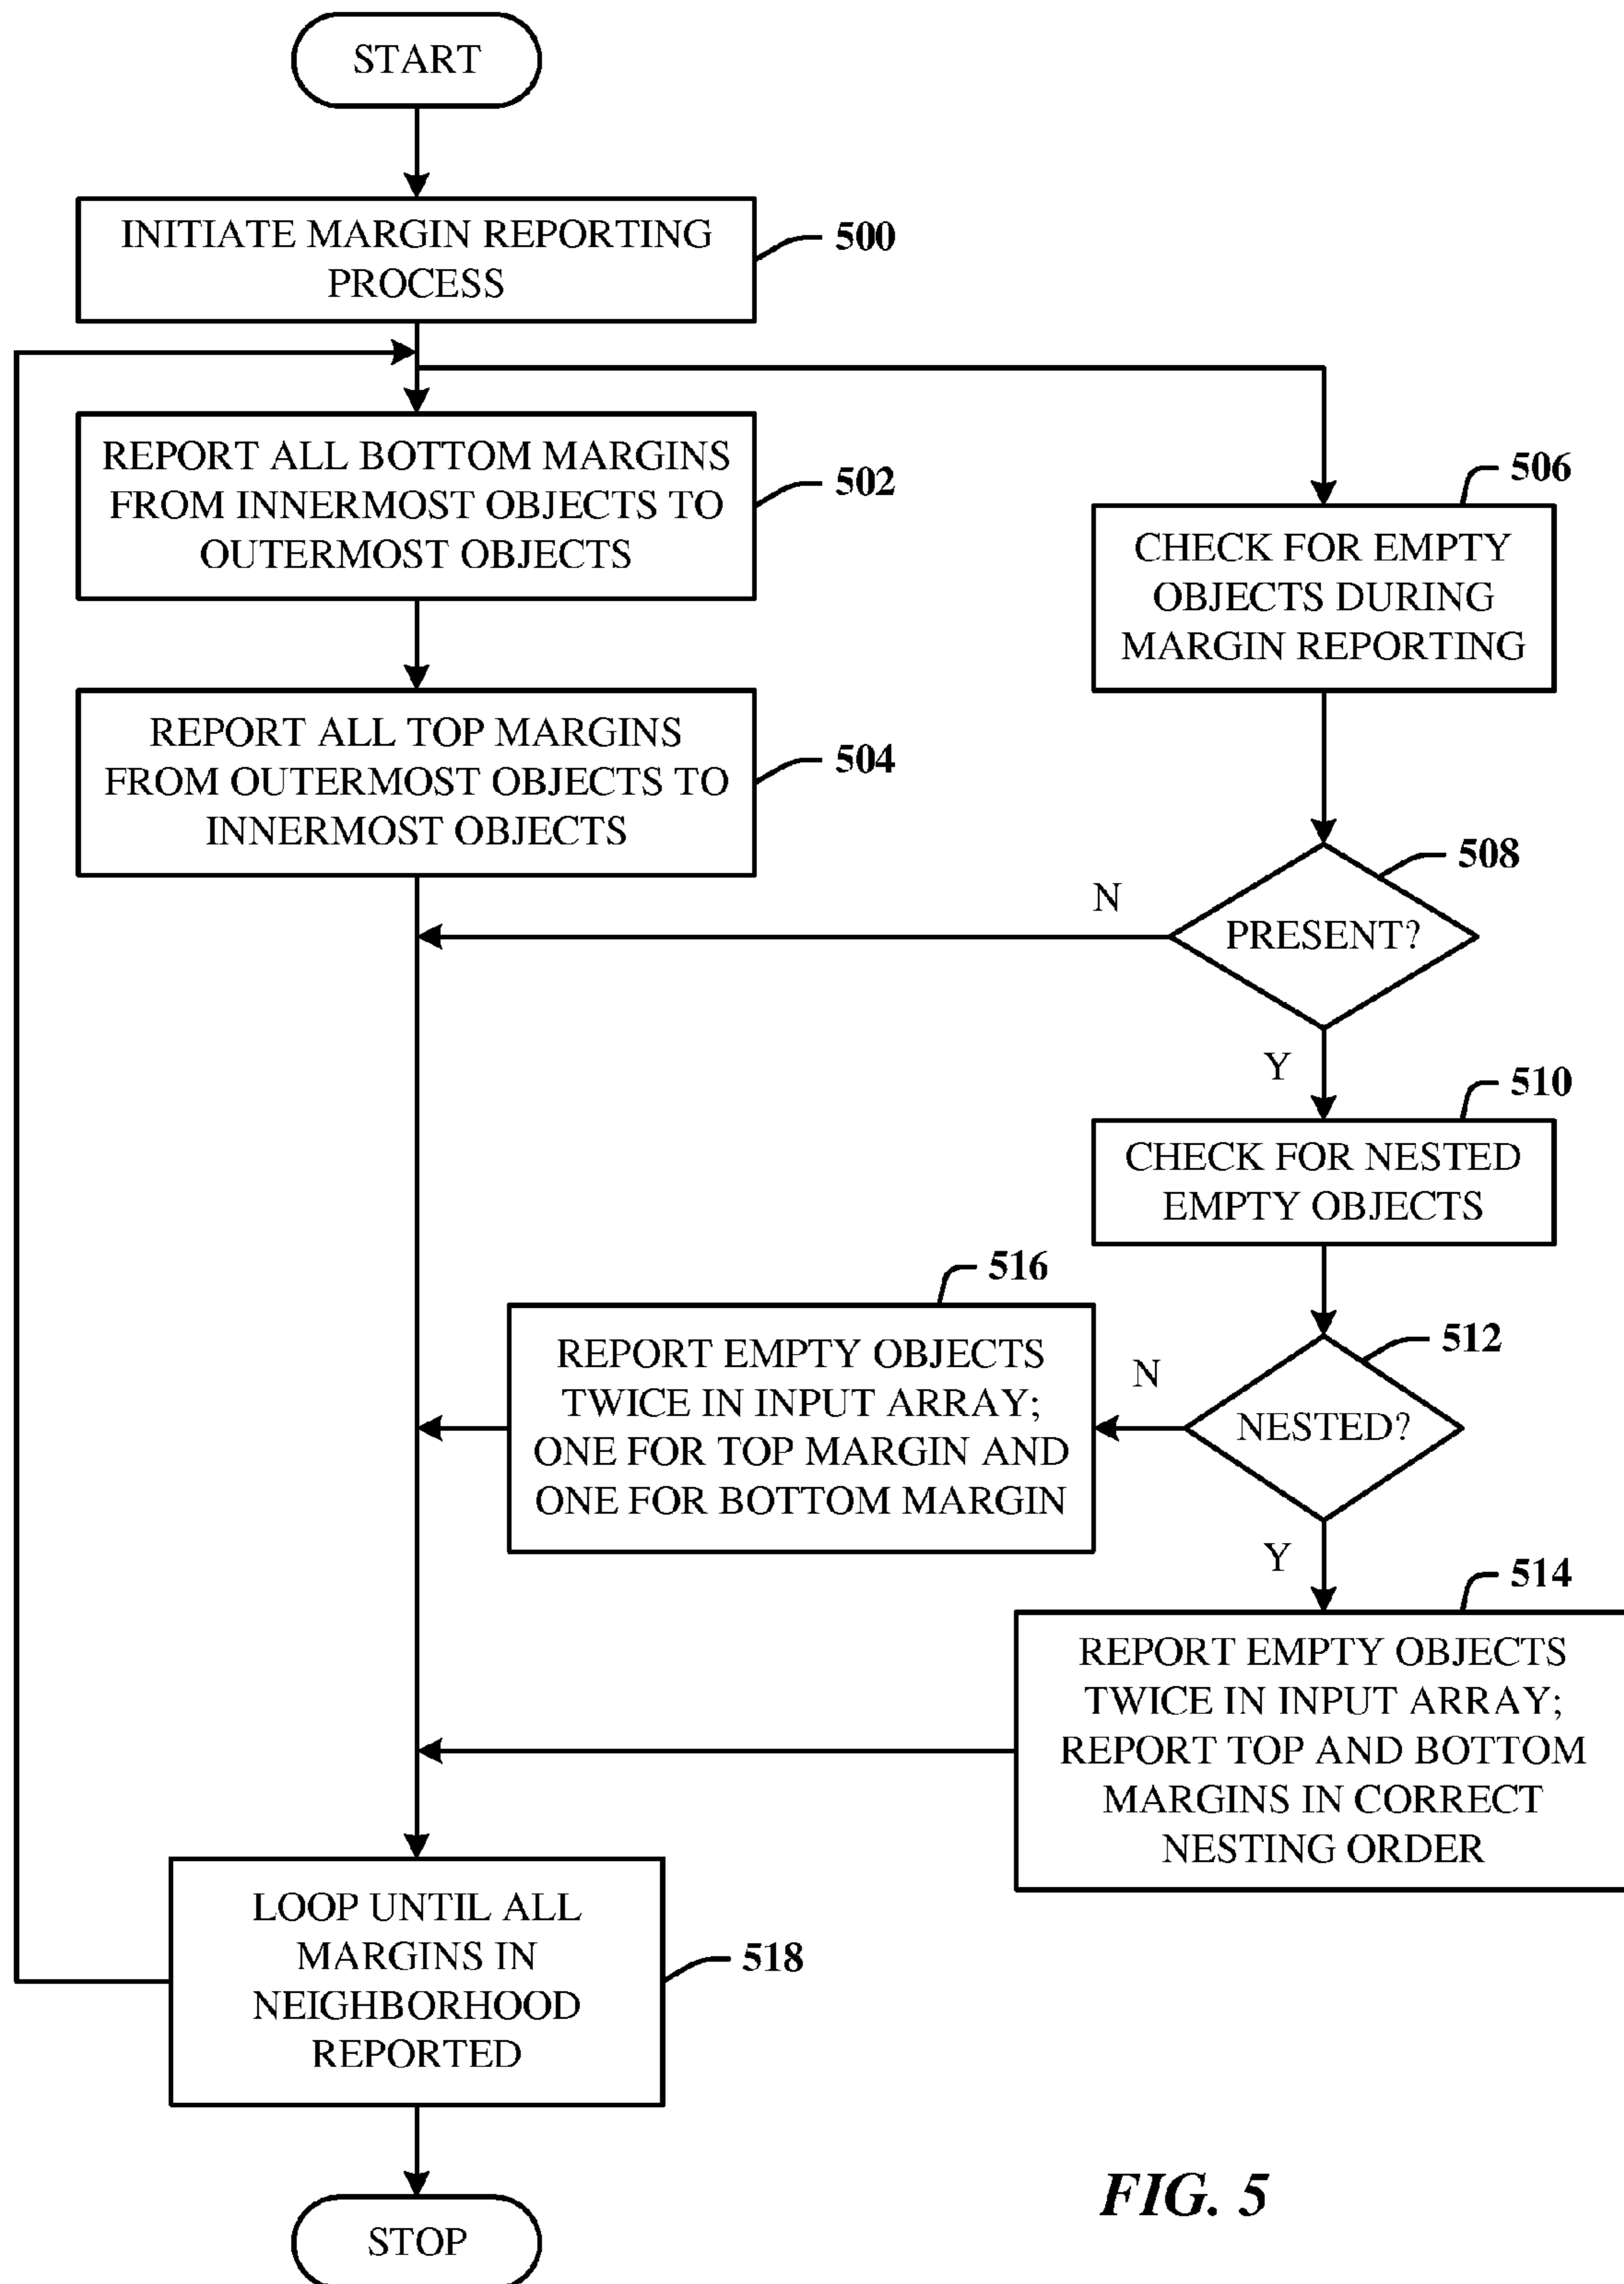 START
INITIATE MARGIN REPORTING
PROCESS
500
REPORT ALL BOTTOM MARGINS
FROM INNERMOST OBJECTS TO
OUTERMOST OBJECTS
502
506
CHECK FOR EMPTY
OBJECTS DURING
MARGIN REPORTING
REPORT ALL TOP MARGINS
FROM OUTERMOST OBJECTS TO
INNERMOST OBJECTS
504
508
N
PRESENT?
Y
510
CHECK FOR NESTED
EMPTY OBJECTS
516
REPORT EMPTY OBJECTS
TWICE IN INPUT ARRAY;
ONE FOR TOP MARGIN AND
ONE FOR BOTTOM MARGIN
512
N
NESTED?
Y
514
REPORT EMPTY OBJECTS
TWICE IN INPUT ARRAY;
REPORT TOP AND BOTTOM
MARGINS IN CORRECT
NESTING ORDER
LOOP UNTIL ALL
MARGINS IN
NEIGHBORHOOD
REPORTED
518
STOP
FIG. 5